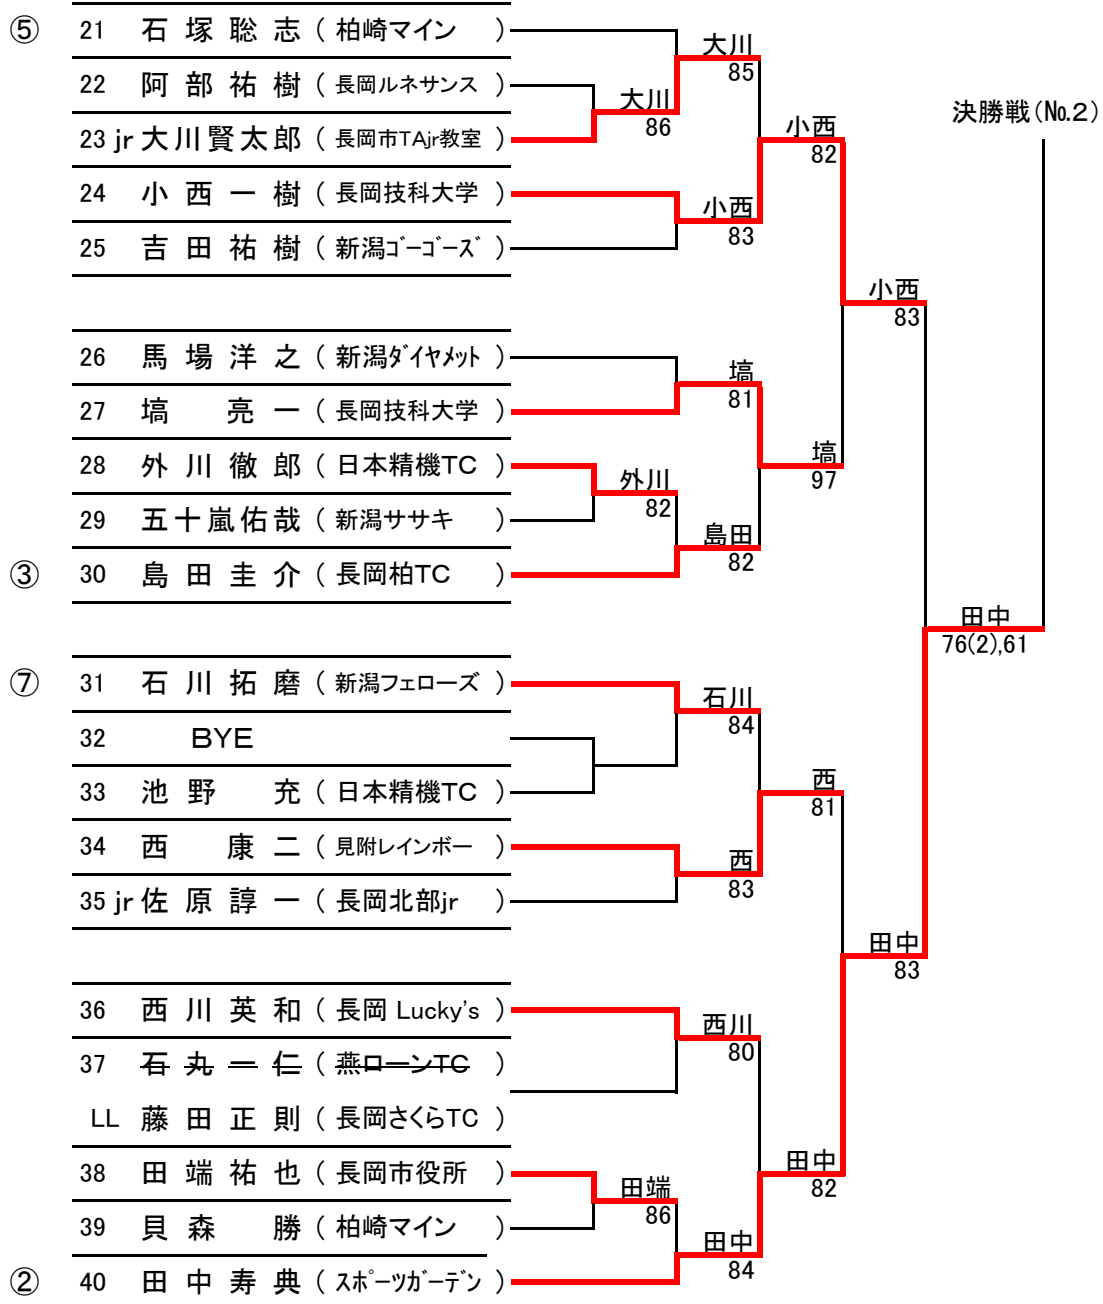 ⑤ 21 石塚聡志(柏崎マイン)
大川
85
22 阿部祐樹(長岡ルネサンス)
大川
86
決勝戦(No.2)
23 jr 大川賢太郎(長岡市TAjr教室)
小西
82
24 小西一樹(長岡技科大学)
小西
83
25 吉田祐樹(新潟ゴーゴーズ)
小西
83
26 馬場洋之(新潟ダイヤメット)
塙
81
27 塙 亮一(長岡技科大学)
塙
97
28 外川徹郎(日本精機TC)
外川
82
29 五十嵐佑哉(新潟ササキ)
島田
82
③ 30 島田圭介(長岡柏TC)
田中
76(2),61
⑦ 31 石川拓磨(新潟フェローズ)
石川
84
32 BYE
西
81
33 池野 充(日本精機TC)
34 西 康二(見附レインボー)
西
83
35 jr 佐原諄一(長岡北部jr)
田中
83
36 西川英和(長岡 Lucky's)
西川
80
37 石丸一仁(燕ローンTC)
LL 藤田正則(長岡さくらTC)
田中
82
38 田端祐也(長岡市役所)
田端
86
39 貝森 勝(柏崎マイン)
田中
84
② 40 田中寿典(スポーツガーデン)